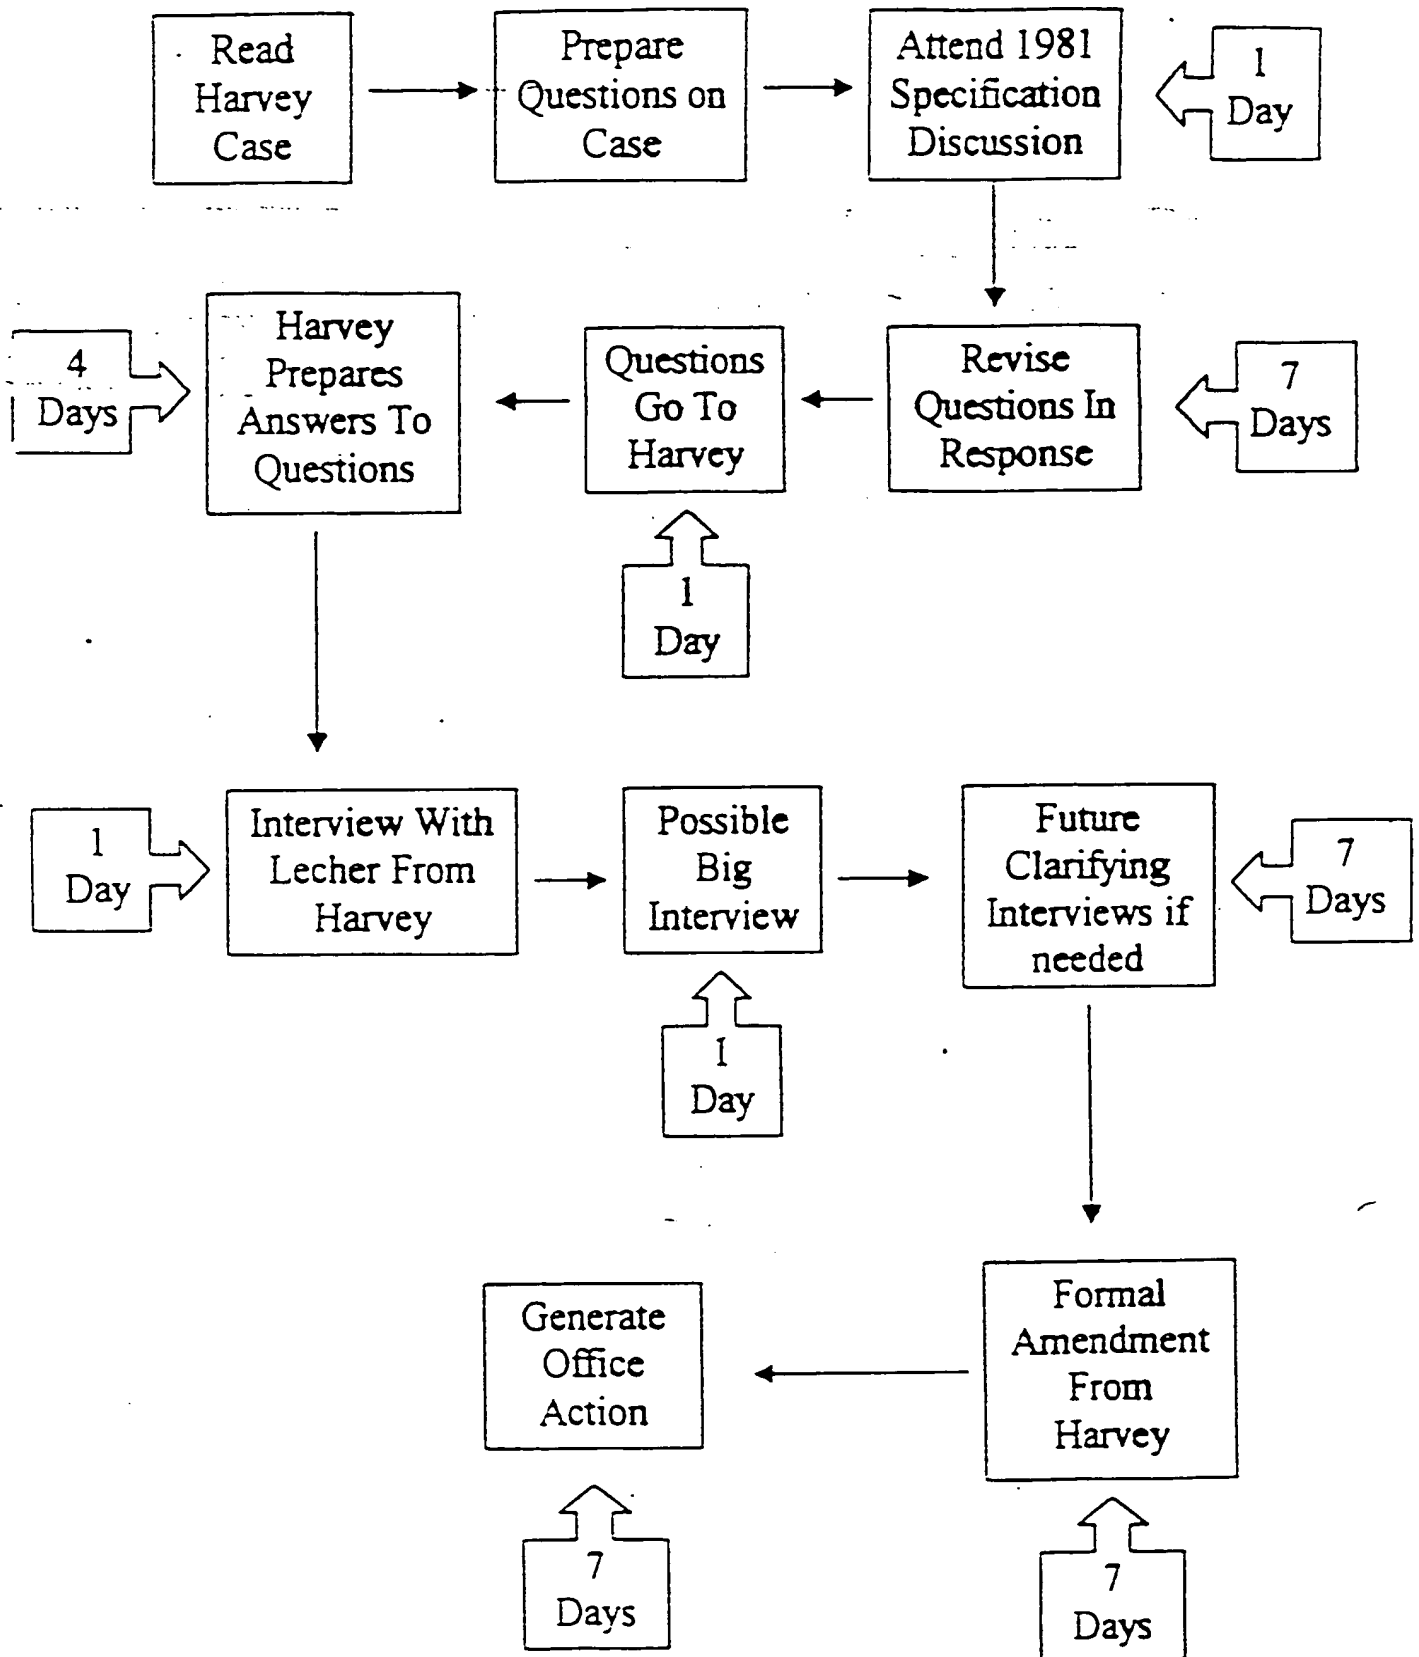 Read
Harvey
Case
Prepare
Questions on
Case
Attend 1981
Specification
Discussion
1
Day
4
Days
Harvey
Prepares
Answers To
Questions
Questions
Go To
Harvey
Revise
Questions In
Response
7
Days
1
Day
1
Day
Interview With
Lecher From
Harvey
Possible
Big
Interview
Future
Clarifying
Interviews if
needed
7
Days
1
Day
Generate
Office
Action
Formal
Amendment
From
Harvey
7
Days
7
Days